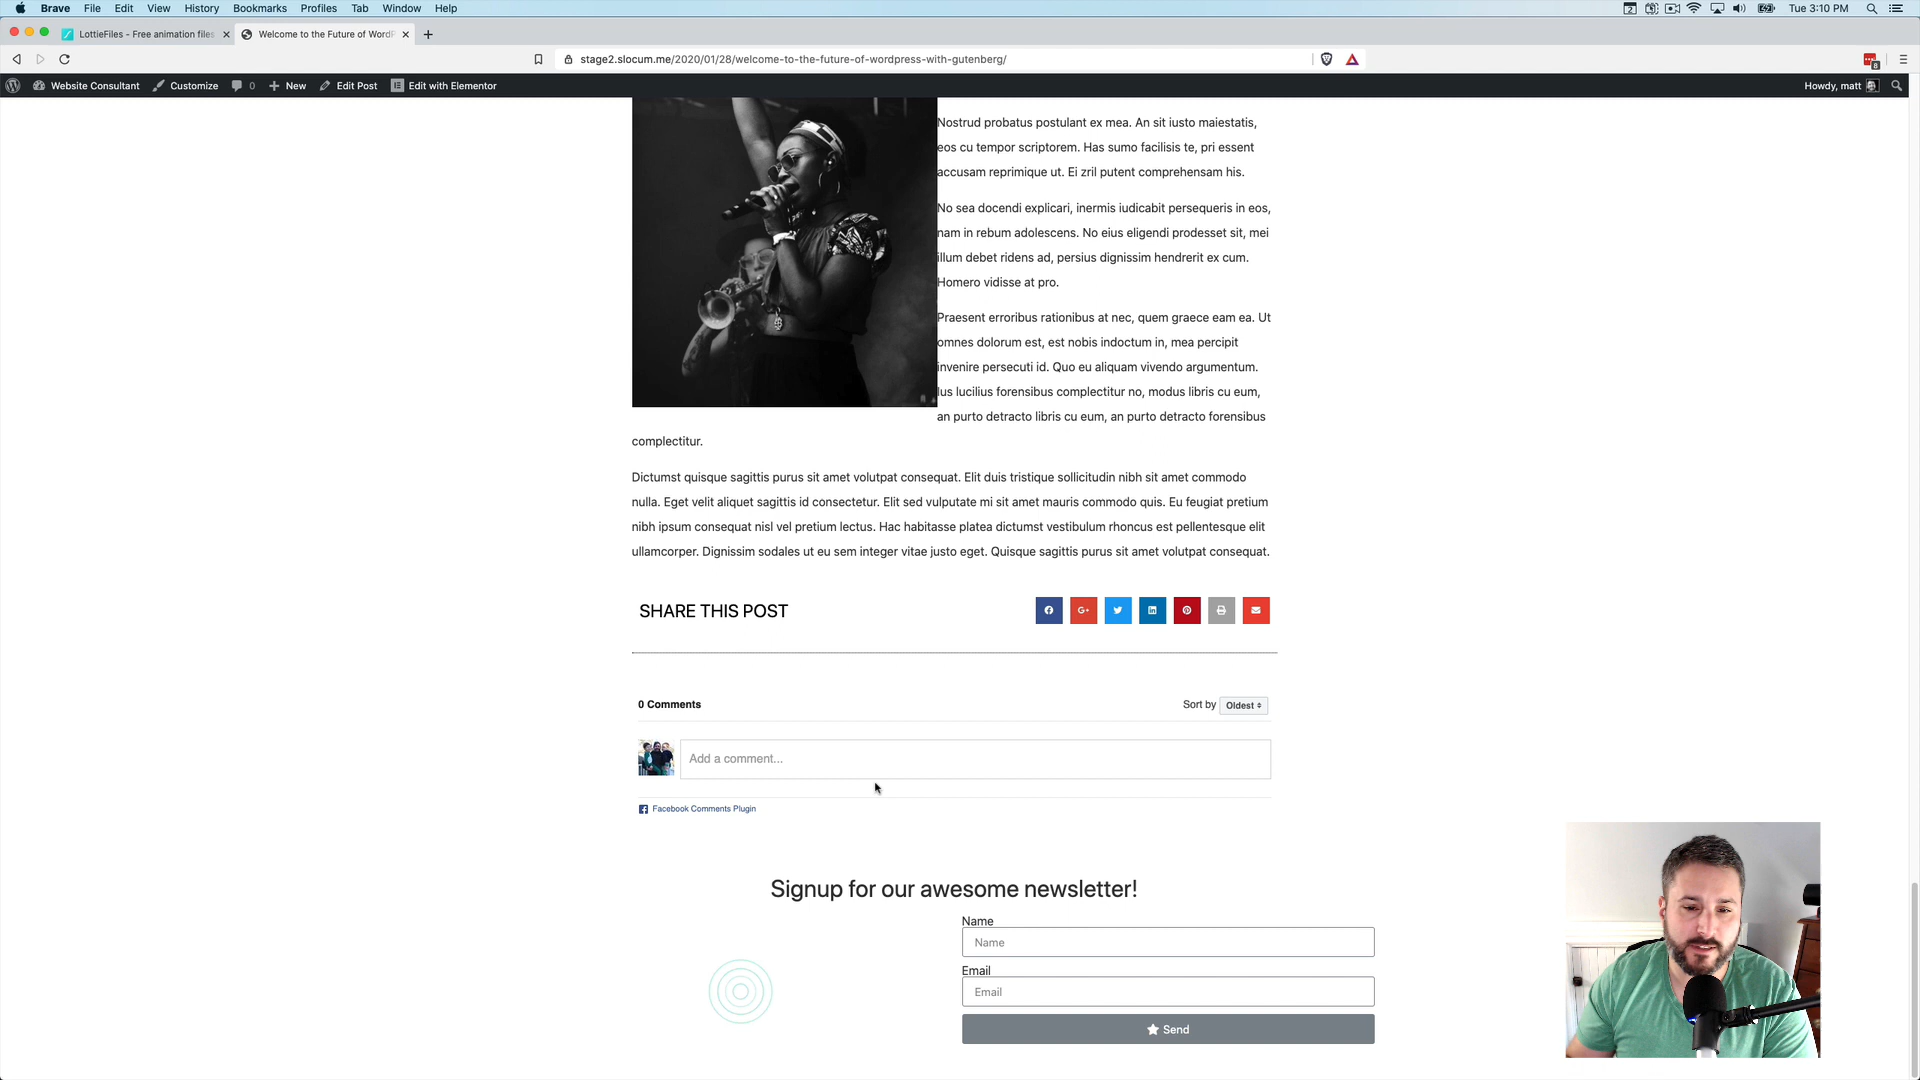 Brave File Edit View History Bookmarks Profiles Tab Window Help Tue 3:10 PM
LottieFiles - Free animation files Welcome to the Future of WordP
stage2.slocum.me/2020/01/28/welcome-to-the-future-of-wordpress-with-gutenberg/
Website Consultant Customize 0 New Edit Post Edit with Elementor Howdy, matt
Nostrud probatus postulant ex mea. An sit iusto maiestatis,
eos cu tempor scriptorem. Has sumo facilisis te, pri essent
accusam reprimique ut. Ei zril putent comprehensam his.
No sea docendi explicari, inermis iudicabit persequeris in eos,
nam in rebum adolescens. No eius eligendi prodesset sit, mei
illum debet ridens ad, persius dignissim hendrerit ex cum.
Homero vidisse at pro.
Praesent erroribus rationibus at nec, quem graece eam ea. Ut
omnes dolorum est, est nobis indoctum in, mea percipit
invenire persecuti id. Quo eu aliquam vivendo argumentum.
Ius lucilius forensibus complectitur no, modus libris cu eum,
an purto detracto libris cu eum, an purto detracto forensibus
complectitur.
Dictumst quisque sagittis purus sit amet volutpat consequat. Elit duis tristique sollicitudin nibh sit amet commodo
nulla. Eget velit aliquet sagittis id consectetur. Elit sed vulputate mi sit amet mauris commodo quis. Eu feugiat pretium
nibh ipsum consequat nisl vel pretium lectus. Hac habitasse platea dictumst vestibulum rhoncus est pellentesque elit
ullamcorper. Dignissim sodales ut eu sem integer vitae justo eget. Quisque sagittis purus sit amet volutpat consequat.
SHARE THIS POST
0 Comments Sort by Oldest
Add a comment...
Facebook Comments Plugin
Signup for our awesome newsletter!
Name
Name
Email
Email
Send